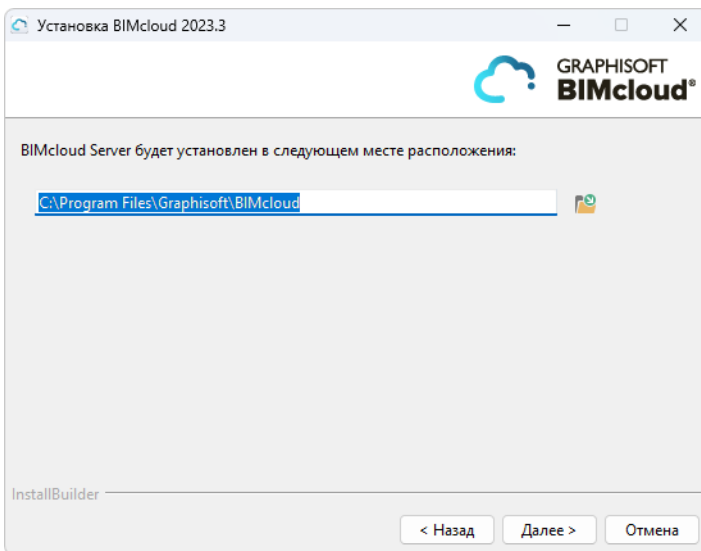 Установка BIMcloud 2023.3
GRAPHISOFT
BIMcloud®
BIMcloud Server будет установлен в следующем месте расположения:
C:\Program Files\Graphisoft\BIMcloud
InstallBuilder
< Назад Далее > Отмена